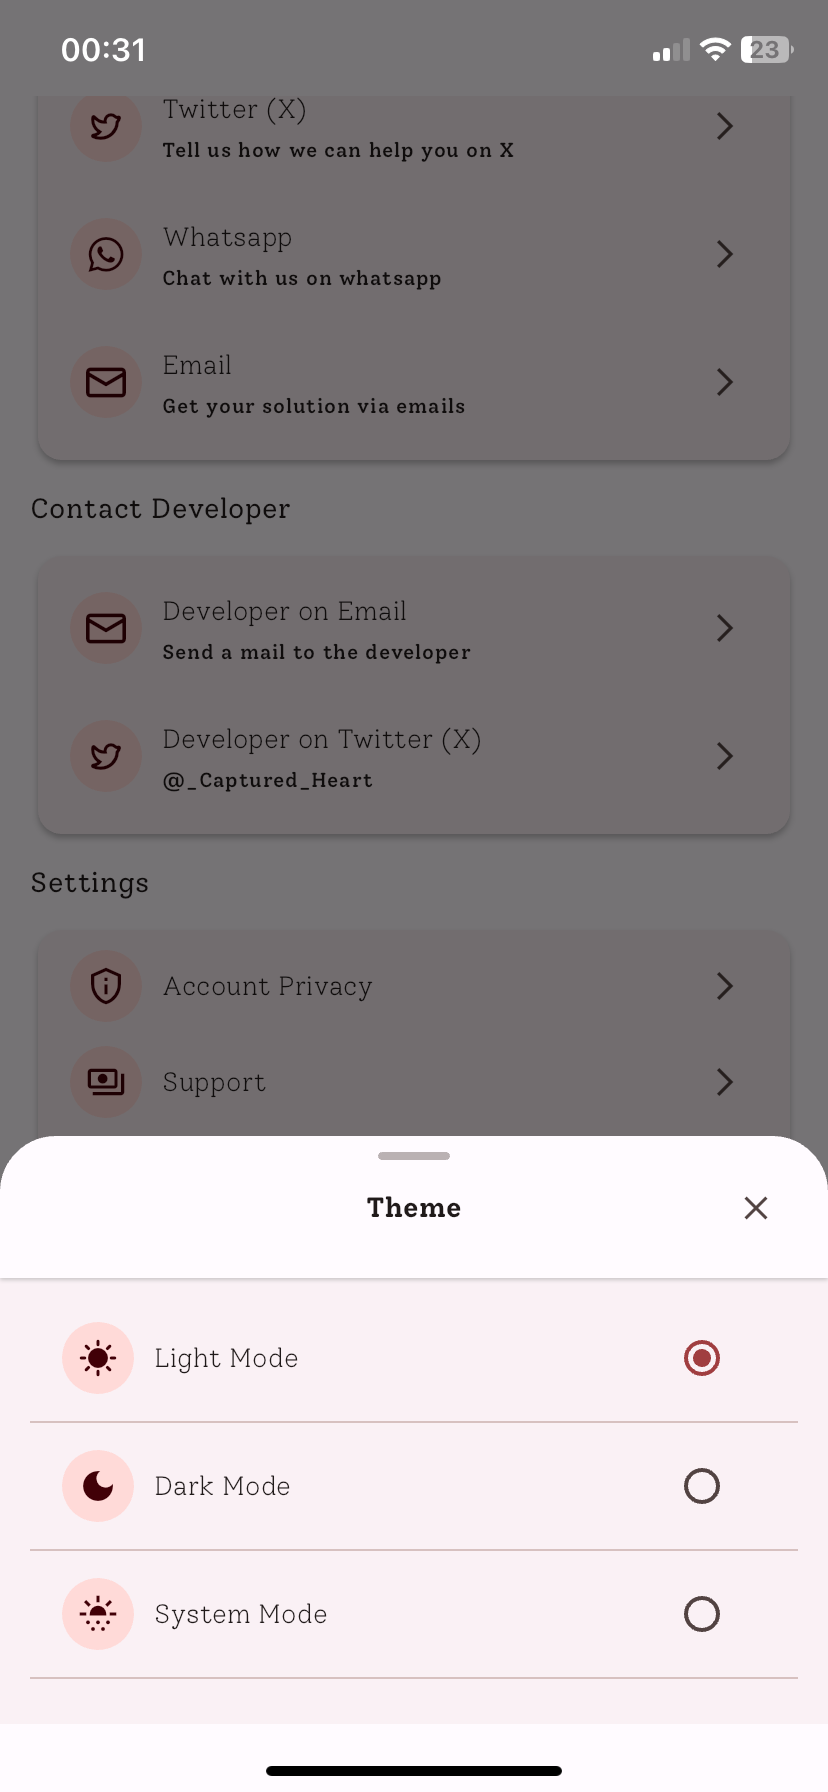 00:31
23
Twitter (X)
Tell us how we can help you on X
Whatsapp
Chat with us on whatsapp
Email
Get your solution via emails
Contact Developer
Developer on Email
Send a mail to the developer
Developer on Twitter (X)
@_Captured_Heart
Settings
Account Privacy
Support
Theme
Light Mode
Dark Mode
System Mode